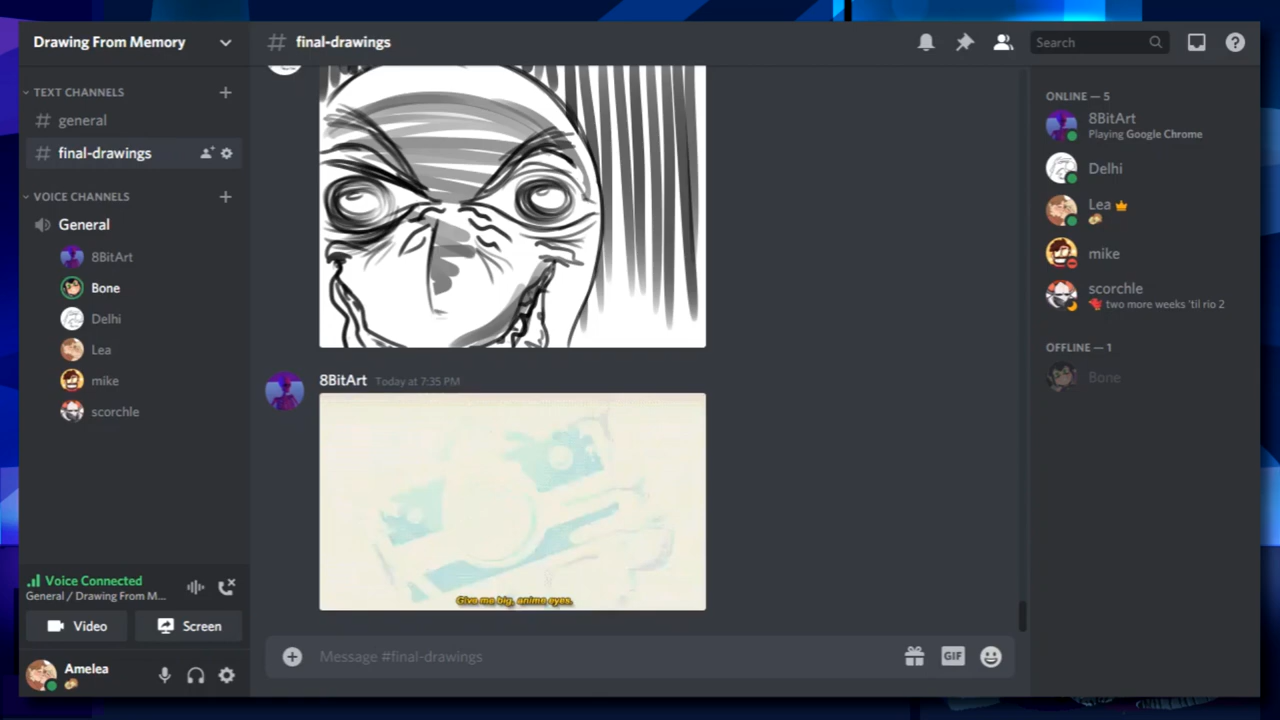 Drawing From Memory
TEXT CHANNELS
general
final-drawings
VOICE CHANNELS
General
8BitArt
Bone
Delhi
Lea
mike
scorchle
Voice Connected
General / Drawing From M...
Video
Screen
Amelea
# final-drawings
8BitArt Today at 7:35 PM
Give me big, anime eyes.
Message #final-drawings
GIF
Search
ONLINE — 5
8BitArt
Playing Google Chrome
Delhi
Lea
mike
scorchle
two more weeks 'til rio 2
OFFLINE — 1
Bone